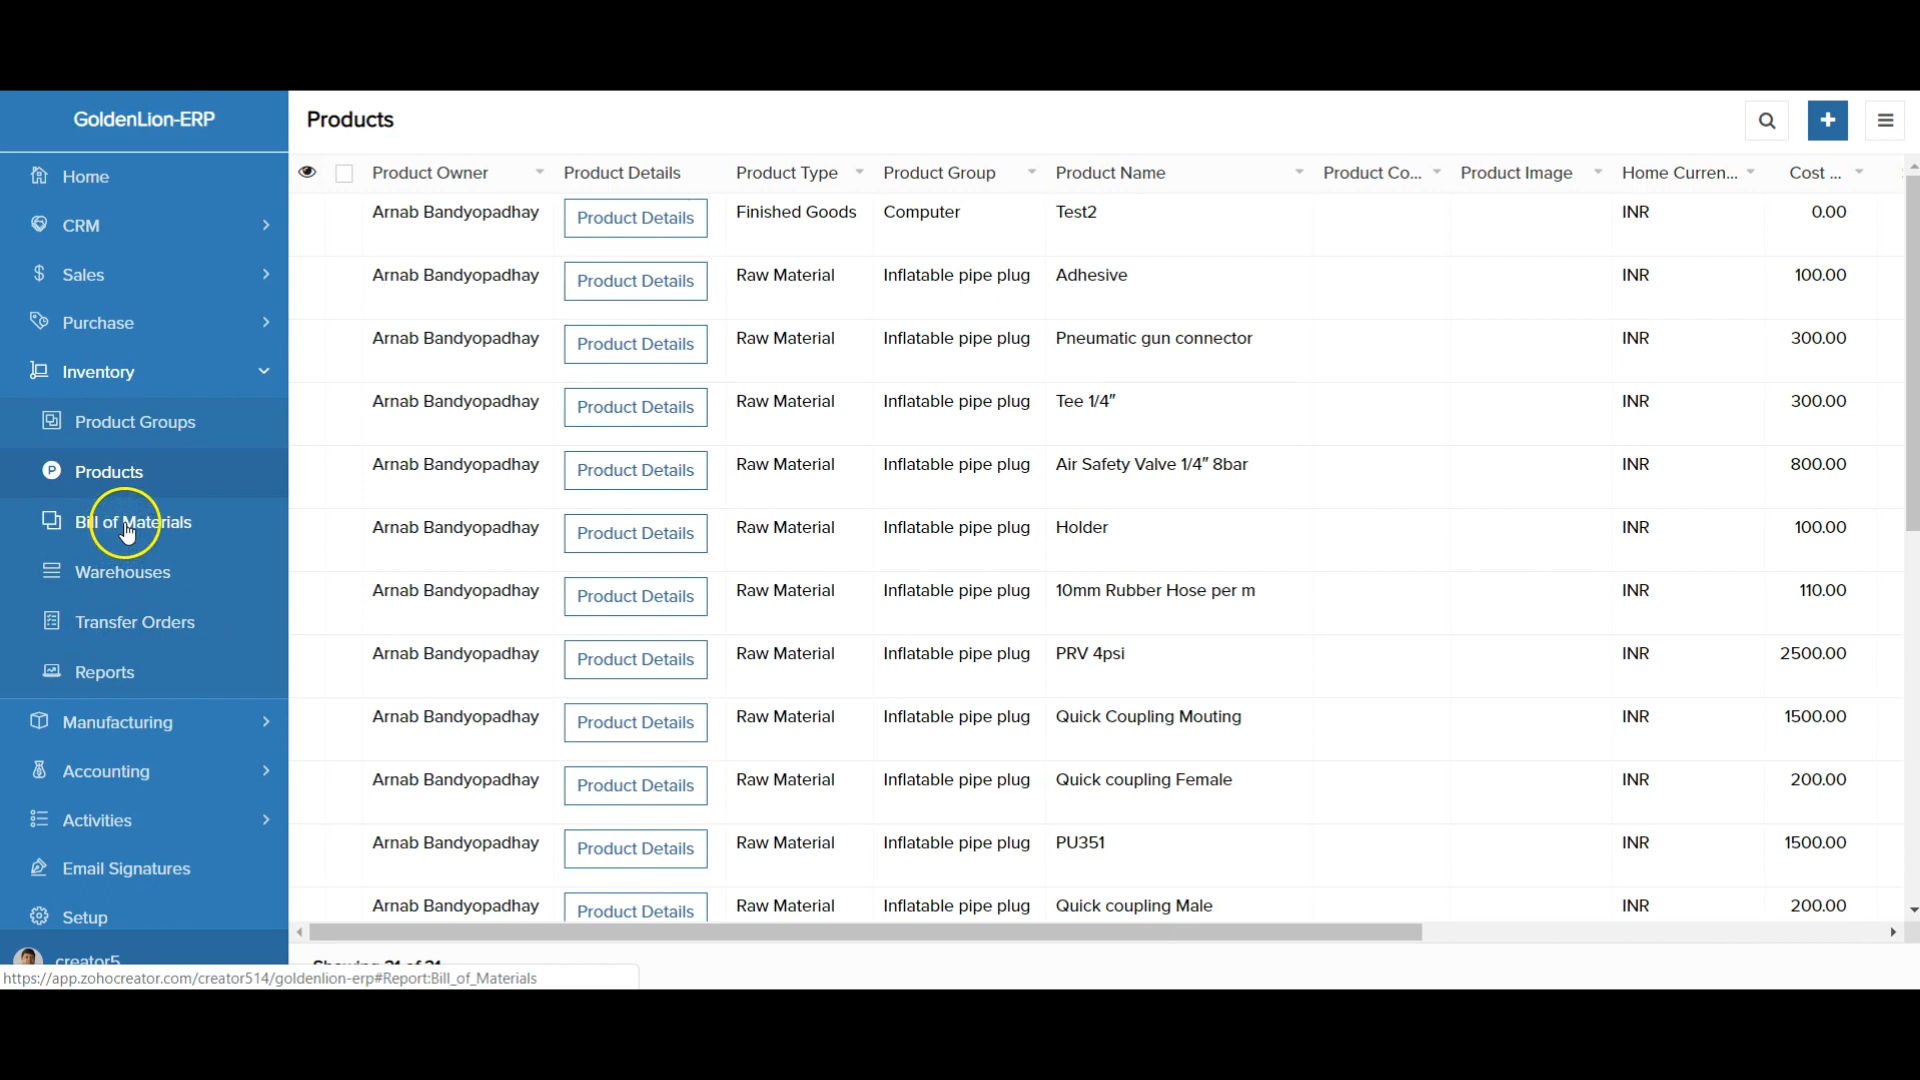 GoldenLion-ERP
Home
CRM
Sales
Purchase
Inventory
Product Groups
Products
Bill of Materials
Warehouses
Transfer Orders
Reports
Manufacturing
Accounting
Activities
Email Signatures
Setup
creator5
Products
Product Owner Product Details Product Type Product Group Product Name Product Co... Product Image Home Curren... Cost ...
Arnab Bandyopadhay Product Details Finished Goods Computer Test2 INR 0.00
Arnab Bandyopadhay Product Details Raw Material Inflatable pipe plug Adhesive INR 100.00
Arnab Bandyopadhay Product Details Raw Material Inflatable pipe plug Pneumatic gun connector INR 300.00
Arnab Bandyopadhay Product Details Raw Material Inflatable pipe plug Tee 1/4" INR 300.00
Arnab Bandyopadhay Product Details Raw Material Inflatable pipe plug Air Safety Valve 1/4" 8bar INR 800.00
Arnab Bandyopadhay Product Details Raw Material Inflatable pipe plug Holder INR 100.00
Arnab Bandyopadhay Product Details Raw Material Inflatable pipe plug 10mm Rubber Hose per m INR 110.00
Arnab Bandyopadhay Product Details Raw Material Inflatable pipe plug PRV 4psi INR 2500.00
Arnab Bandyopadhay Product Details Raw Material Inflatable pipe plug Quick Coupling Mouting INR 1500.00
Arnab Bandyopadhay Product Details Raw Material Inflatable pipe plug Quick coupling Female INR 200.00
Arnab Bandyopadhay Product Details Raw Material Inflatable pipe plug PU351 INR 1500.00
Arnab Bandyopadhay Product Details Raw Material Inflatable pipe plug Quick coupling Male INR 200.00
https://app.zohocreator.com/creator514/goldenlion-erp#Report:Bill_of_Materials